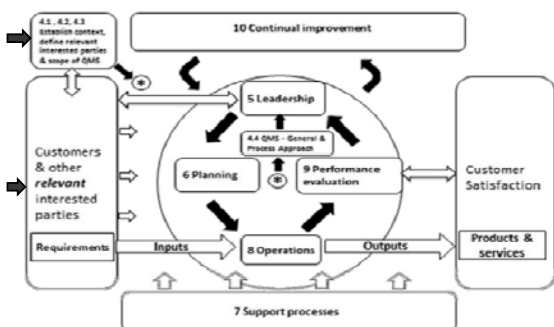 4.1 , 4.2, 4.3
Establish context,
define relevant
interested parties
& scope of QMS
10 Continual improvement
*
5 Leadership
4.4 QMS - General &
Process Approach
Customers
& other
relevant
interested
parties
6 Planning
*
9 Performance
evaluation
Customer
Satisfaction
Requirements
Inputs
8 Operations
Outputs
Products &
services
7 Support processes